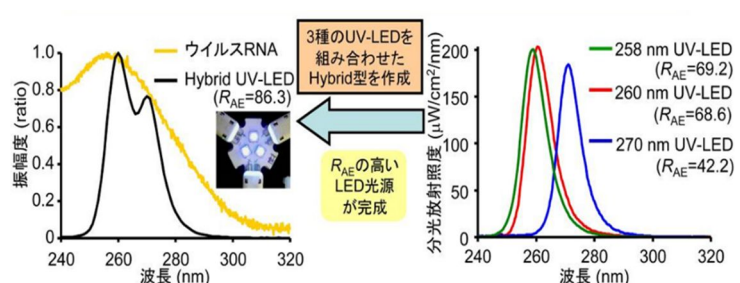 振幅度 (ratio)
1.0
0.8
0.6
0.4
0.2
0
240
260
280
300
320
波長 (nm)
ウイルスRNA
Hybrid UV-LED
(RAE=86.3)
3種のUV-LEDを
組み合わせた
Hybrid型を作成
RAEの高い
LED光源
が完成
分光放射照度 (μW/cm2/nm)
200
150
100
50
0
240
260
280
300
320
波長 (nm)
258 nm UV-LED
(RAE=69.2)
260 nm UV-LED
(RAE=68.6)
270 nm UV-LED
(RAE=42.2)